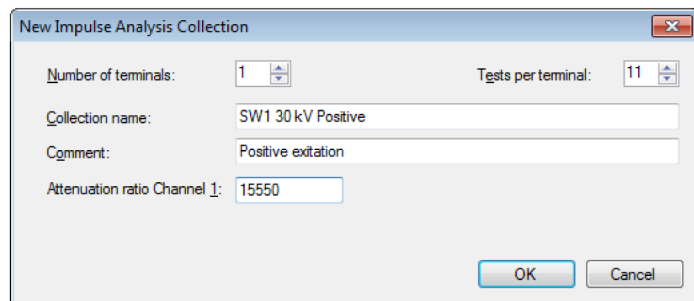 New Impulse Analysis Collection
Number of terminals: 1 Tests per terminal: 11
Collection name: SW1 30 kV Positive
Comment: Positive exitation
Attenuation ratio Channel 1: 15550
OK Cancel